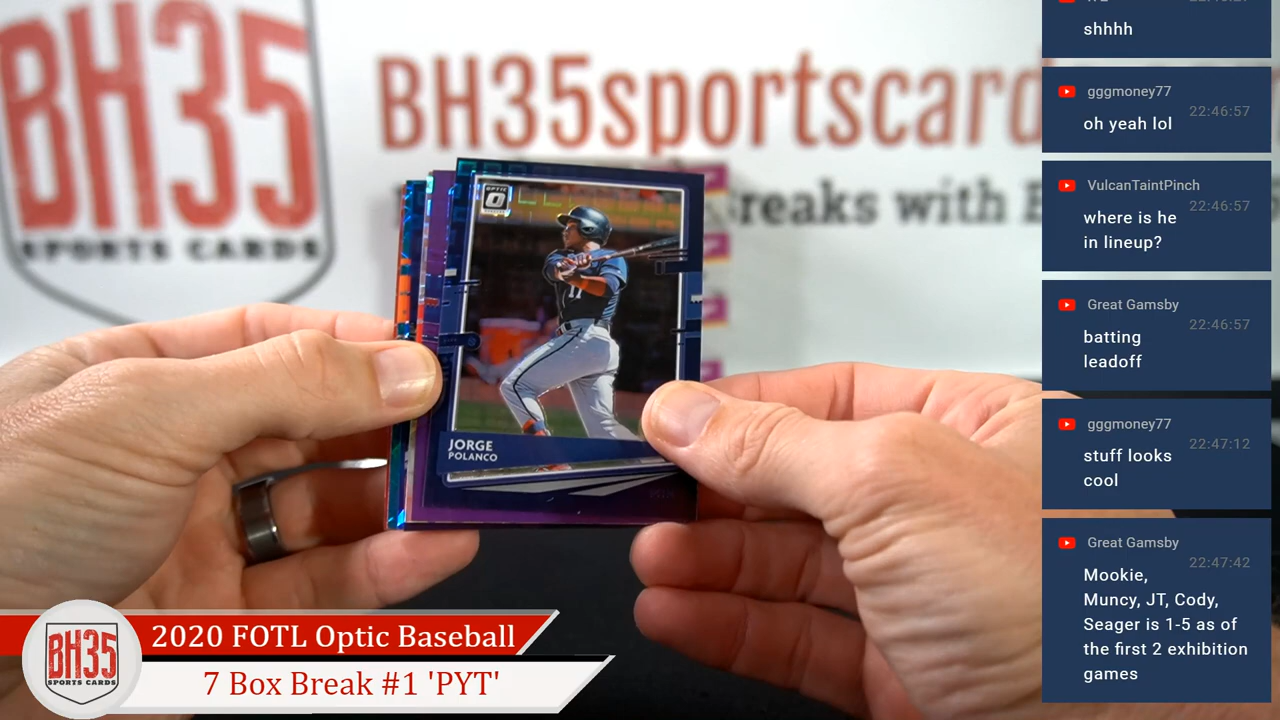 BH35
SPORTS CARDS
BH35sportscard
reaks with
OPTIC
11
JORGE
POLANCO
2020 FOTL Optic Baseball
7 Box Break #1 'PYT'
BH35
SPORTS CARDS
shhhh
gggmoney77
22:46:57
oh yeah lol
VulcanTaintPinch
22:46:57
where is he
in lineup?
Great Gamsby
22:46:57
batting
leadoff
gggmoney77
22:47:12
stuff looks
cool
Great Gamsby
22:47:42
Mookie,
Muncy, JT, Cody,
Seager is 1-5 as of
the first 2 exhibition
games